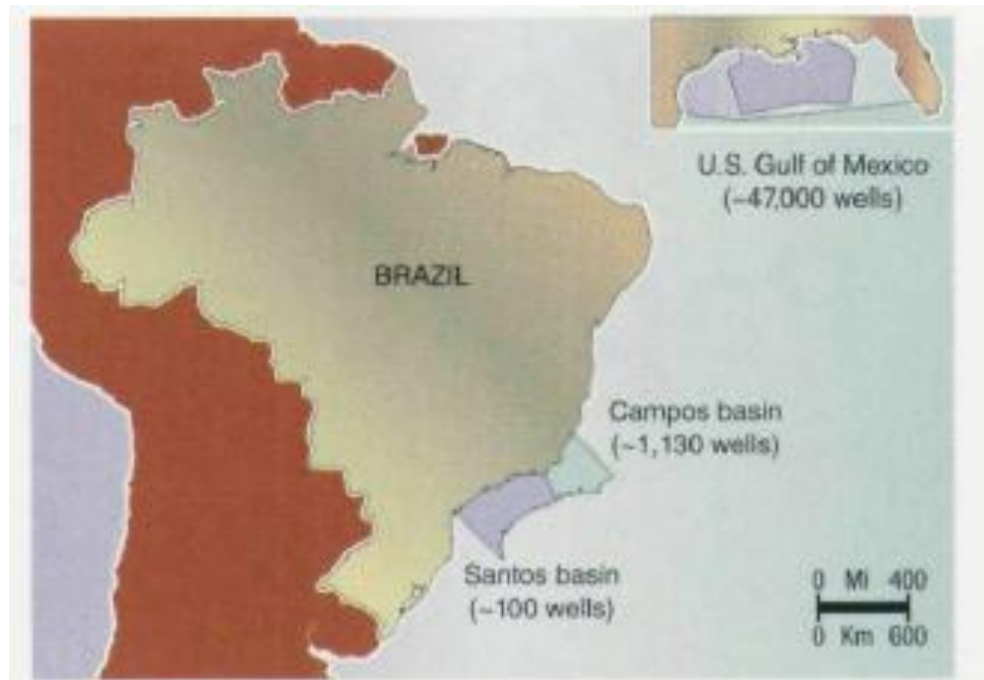 U.S. Gulf of Mexico
(~47,000 wells)
BRAZIL
Campos basin
(~1,130 wells)
Santos basin
(~100 wells)
0 Mi 400
0 Km 600